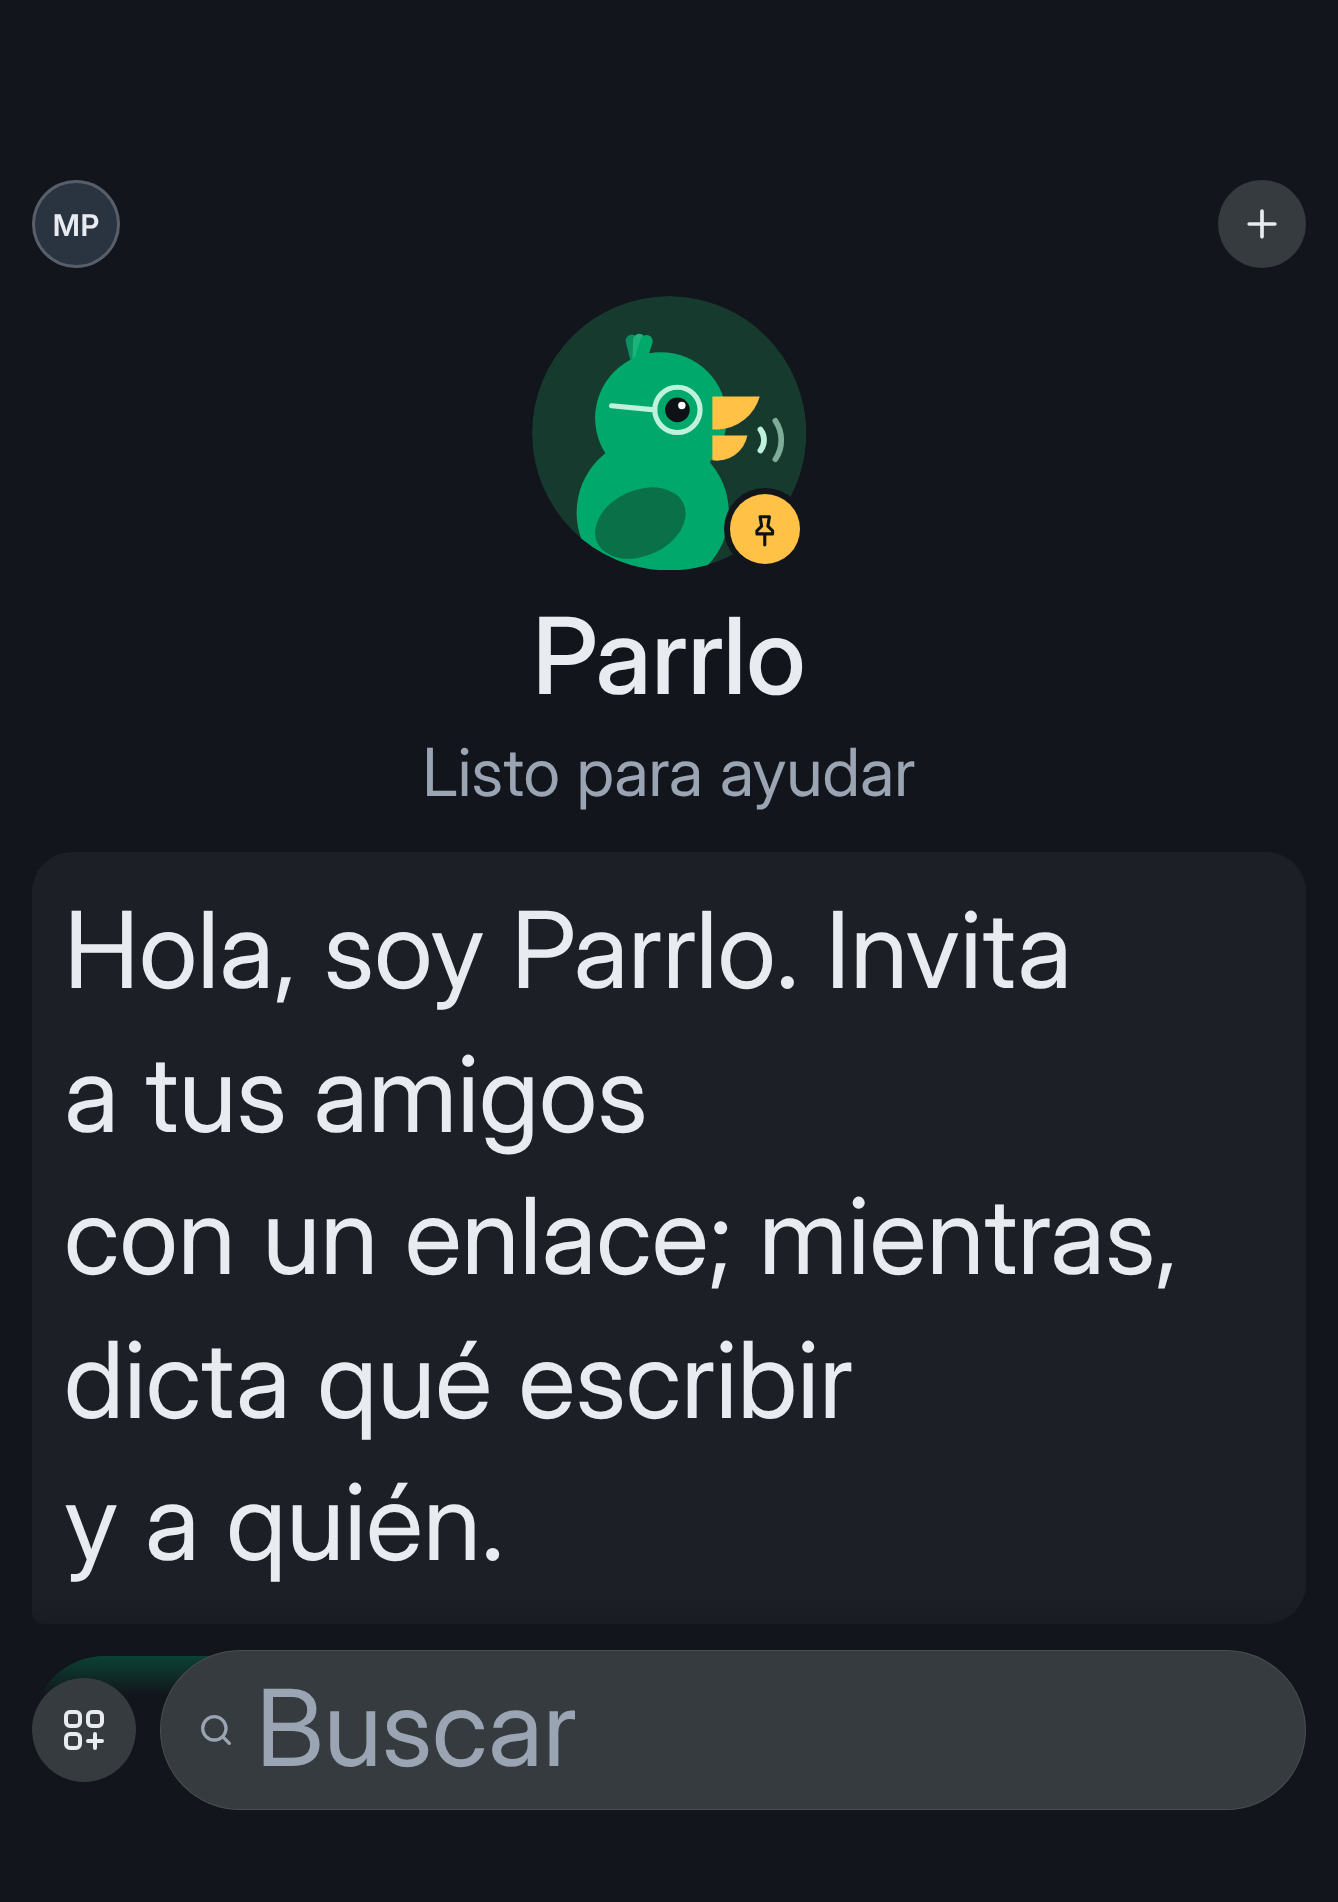 MP
Parrlo
Listo para ayudar
Hola, soy Parrlo. Invita
a tus amigos
con un enlace; mientras,
dicta qué escribir
y a quién.
Buscar